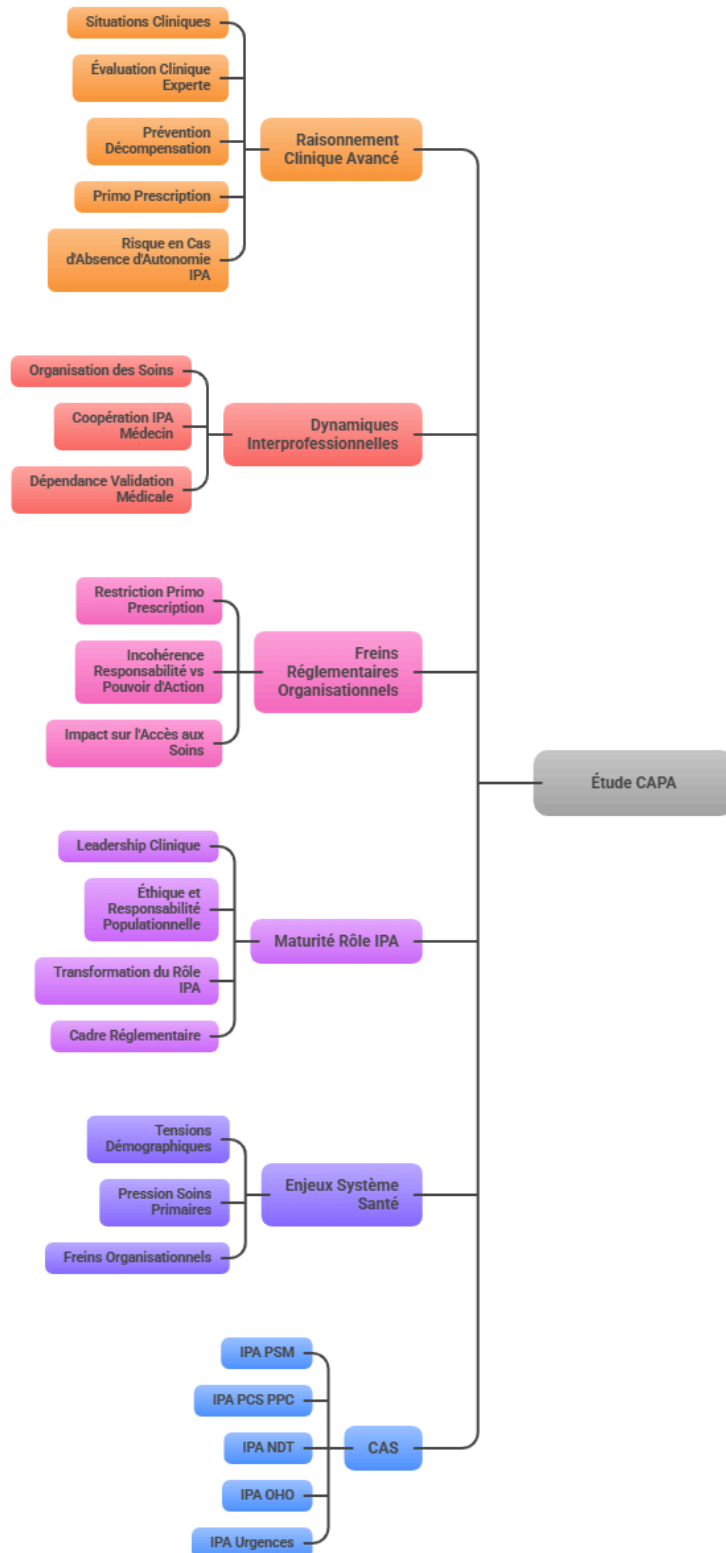 Situations Cliniques
Évaluation Clinique
Experte
Prévention
Décompensation
Primo Prescription
Risque en Cas
d'Absence d'Autonomie
IPA
Raisonnement
Clinique Avancé
Organisation des Soins
Coopération IPA
Médecin
Dépendance Validation
Médicale
Dynamiques
Interprofessionnelles
Restriction Primo
Prescription
Incohérence
Responsabilité vs
Pouvoir d'Action
Impact sur l'Accès aux
Soins
Freins
Réglementaires
Organisationnels
Étude CAPA
Leadership Clinique
Éthique et
Responsabilité
Populationnelle
Transformation du Rôle
IPA
Cadre Réglementaire
Maturité Rôle IPA
Tensions
Démographiques
Pression Soins
Primaires
Freins Organisationnels
Enjeux Système
Santé
IPA PSM
IPA PCS PPC
IPA NDT
IPA OHO
IPA Urgences
CAS